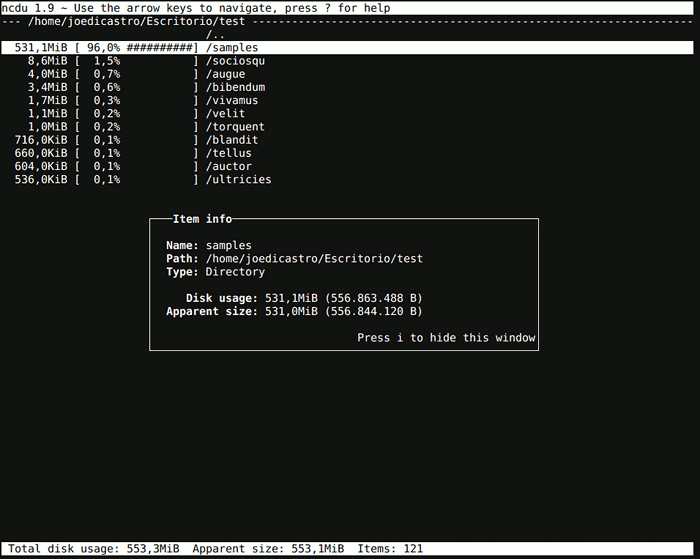 ncdu 1.9 ~ Use the arrow keys to navigate, press ? for help
--- /home/joedicastro/Escritorio/test --------------------------------------------------------------------
/..
531,1MiB [ 96,0% ##########] /samples
8,6MiB [ 1,5% ] /sociosqu
4,0MiB [ 0,7% ] /augue
3,4MiB [ 0,6% ] /bibendum
1,7MiB [ 0,3% ] /vivamus
1,1MiB [ 0,2% ] /velit
1,0MiB [ 0,2% ] /torquent
716,0KiB [ 0,1% ] /blandit
660,0KiB [ 0,1% ] /tellus
604,0KiB [ 0,1% ] /auctor
536,0KiB [ 0,1% ] /ultricies
Item info
Name: samples
Path: /home/joedicastro/Escritorio/test
Type: Directory
Disk usage: 531,1MiB (556.863.488 B)
Apparent size: 531,0MiB (556.844.120 B)
Press i to hide this window
Total disk usage: 553,3MiB Apparent size: 553,1MiB Items: 121